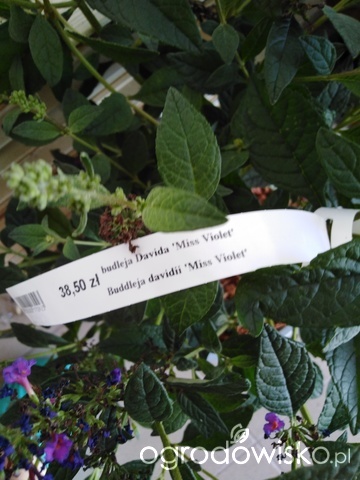 budleja Davida 'Miss Violet'
38,50 zł
Buddleja davidii 'Miss Violet'
ogrodowisko.pl